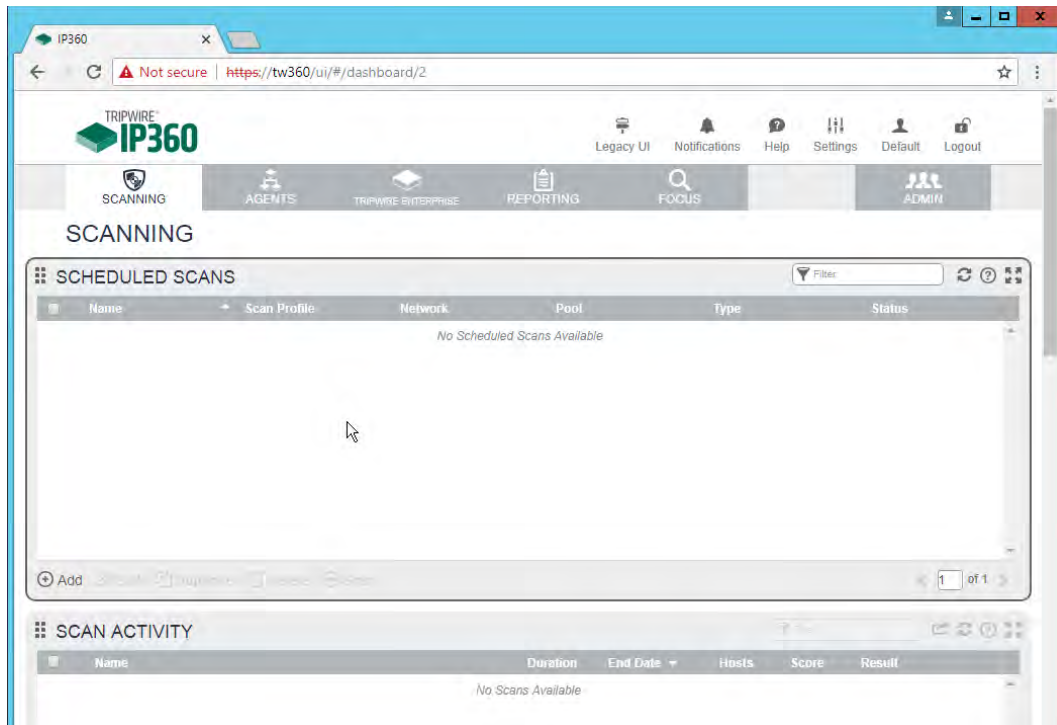 IP360
Not secure | https://tw360/ui/#/dashboard/2
TRIPWIRE
IP360
Legacy UI Notifications Help Settings Default Logout
SCANNING AGENTS TRIPWIRE ENTERPRISE REPORTING FOCUS ADMIN
SCANNING
SCHEDULED SCANS Filter
Name Scan Profile Network Pool Type Status
No Scheduled Scans Available
Add
1 of 1
SCAN ACTIVITY
Name Duration End Date Hosts Score Result
No Scans Available